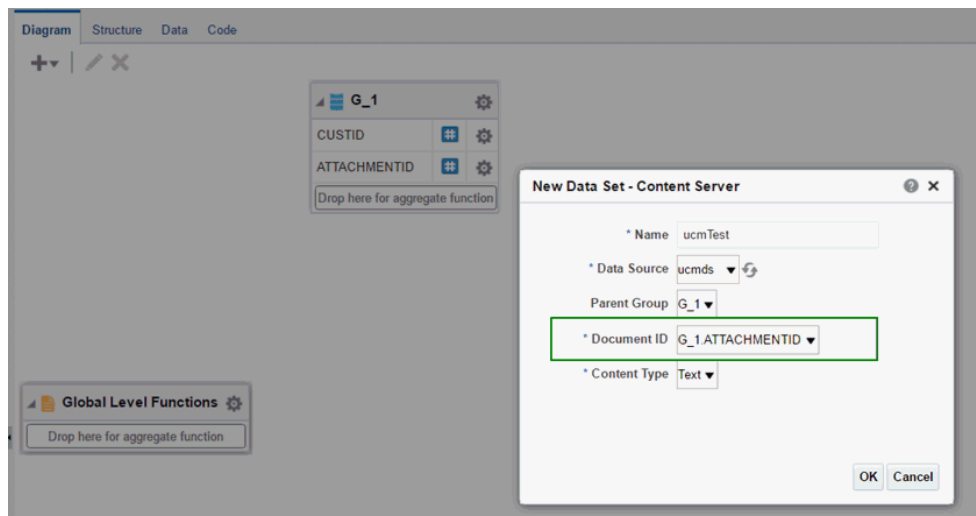 Diagram Structure Data Code
G_1
CUSTID
ATTACHMENTID
Drop here for aggregate function
New Data Set - Content Server
* Name ucmTest
* Data Source ucmds
Parent Group G_1
* Document ID G_1.ATTACHMENTID
* Content Type Text
OK Cancel
Global Level Functions
Drop here for aggregate function